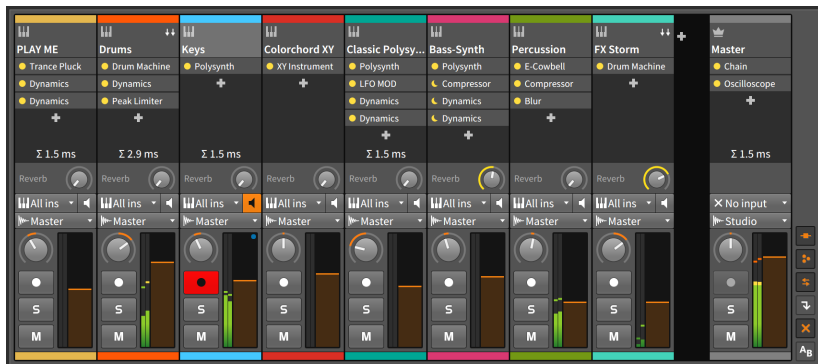 PLAY ME Drums Keys Colorchord XY Classic Polysy... Bass-Synth Percussion FX Storm Master
Trance Pluck Drum Machine Polysynth XY Instrument Polysynth Polysynth E-Cowbell Drum Machine Chain
Dynamics Dynamics LFO MOD Compressor Compressor Oscilloscope
Dynamics Peak Limiter Dynamics Dynamics Blur
Dynamics Dynamics
Σ 1.5 ms Σ 2.9 ms Σ 1.5 ms Σ 1.5 ms Σ 1.5 ms
Reverb Reverb Reverb Reverb Reverb Reverb Reverb Reverb
All ins All ins All ins All ins All ins All ins All ins All ins No input
Master Master Master Master Master Master Master Master Studio
S S S S S S S S S
M M M M M M M M M
AB